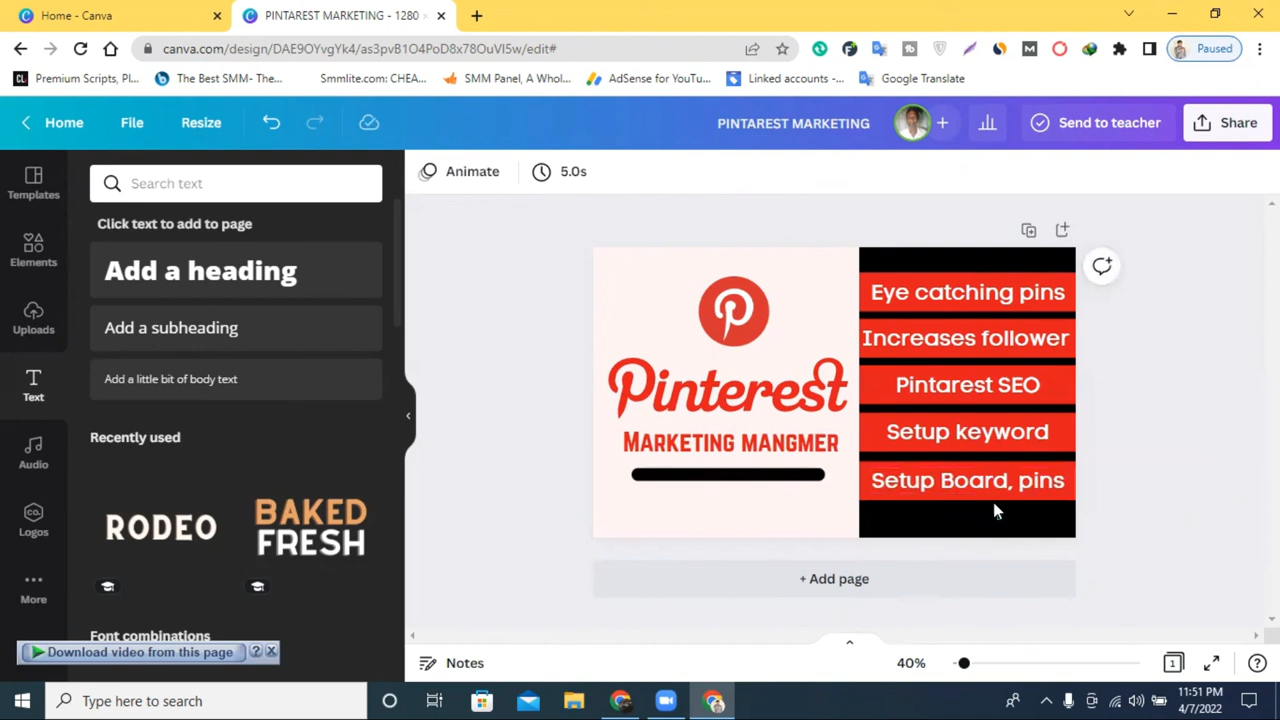 Home - Canva
PINTAREST MARKETING - 1280
canva.com/design/DAE9OYvgYk4/as3pvB1O4PoD8x78OuVI5w/edit#
Paused
CL Premium Scripts, Pl...
The Best SMM- The...
Smmlite.com: CHEA...
SMM Panel, A Whol...
AdSense for YouTu...
Linked accounts -...
Google Translate
Home
File
Resize
PINTAREST MARKETING
Send to teacher
Share
Templates
Elements
Uploads
Text
Audio
CO.
Logos
More
Search text
Click text to add to page
Add a heading
Add a subheading
Add a little bit of body text
Recently used
RODEO
BAKED
FRESH
Font combinations
Download video from this page
Animate
5.0s
Pinterest
MARKETING MANGMER
Eye catching pins
Increases follower
Pintarest SEO
Setup keyword
Setup Board, pins
+ Add page
Notes
40%
1
Type here to search
11:51 PM
4/7/2022